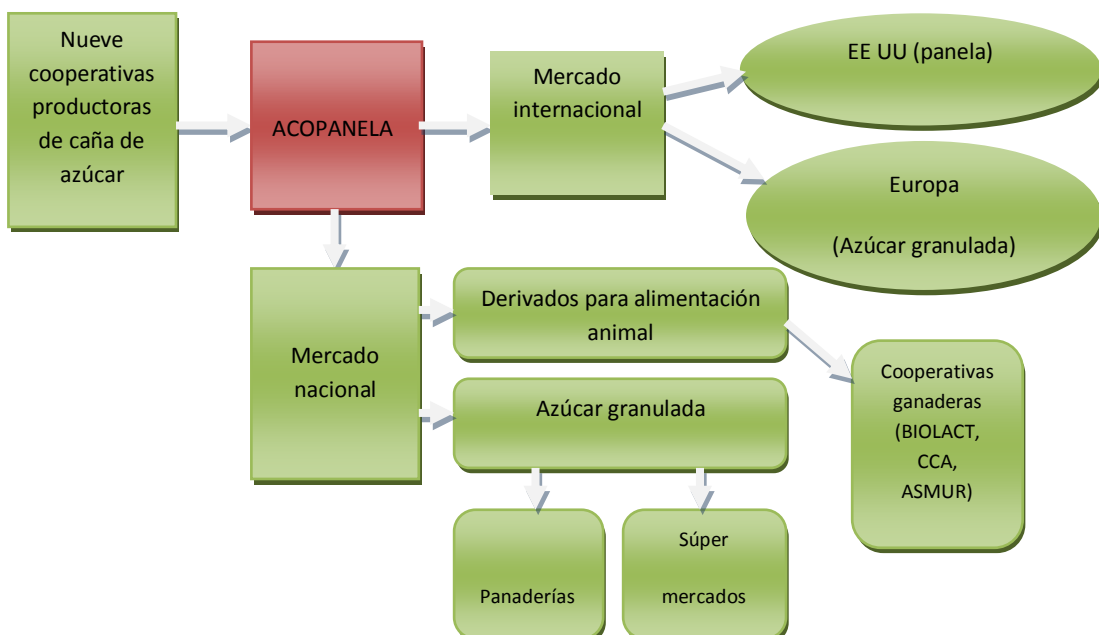 Nueve
cooperativas
productoras
de caña de
azúcar
ACOPANELA
Mercado
internacional
EE UU (panela)
Europa
(Azúcar granulada)
Mercado
nacional
Derivados para alimentación
animal
Azúcar granulada
Cooperativas
ganaderas
(BIOLACT,
CCA,
ASMUR)
Panaderías
Súper
mercados